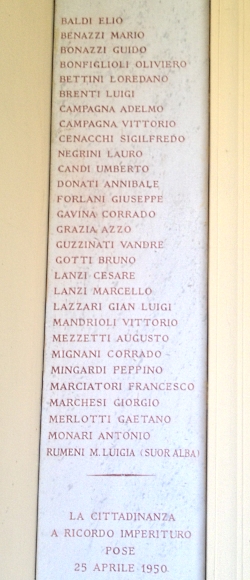 BALDI ELIO
BENAZZI MARIO
BONAZZI GUIDO
BONFIGLIOLI OLIVIERO
BETTINI LOREDANO
BRENTI LUIGI
CAMPAGNA ADELMO
CAMPAGNA VITTORIO
CENACCHI SIGILFREDO
NEGRINI LAURO
CANDI UMBERTO
DONATI ANNIBALE
FORLANI GIUSEPPE
GAVINA CORRADO
GRAZIA AZZO
GUZZINATI VANDRE
GOTTI BRUNO
LANZI CESARE
LANZI MARCELLO
LAZZARI GIAN LUIGI
MANDRIOLI VITTORIO
MEZZETTI AUGUSTO
MIGNANI CORRADO
MINGARDI PEPPINO
MARCIATORI FRANCESCO
MARCHESI GIORGIO
MERLOTTI GAETANO
MONARI ANTONIO
RUMENI M. LUIGIA (SUOR ALBA)
LA CITTADINANZA
A RICORDO IMPERITURO
POSE
25 APRILE 1950